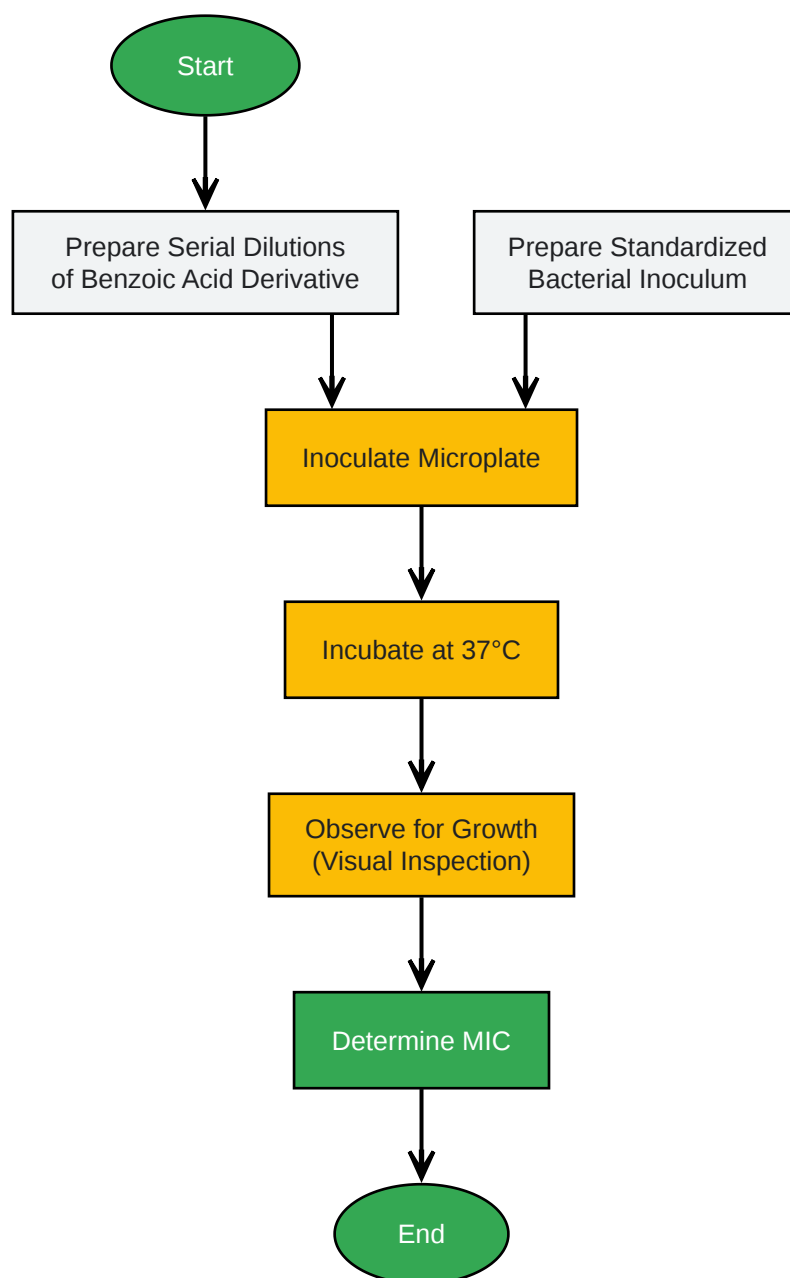 Start
Prepare Serial Dilutions
of Benzoic Acid Derivative
Prepare Standardized
Bacterial Inoculum
Inoculate Microplate
Incubate at 37°C
Observe for Growth
(Visual Inspection)
Determine MIC
End